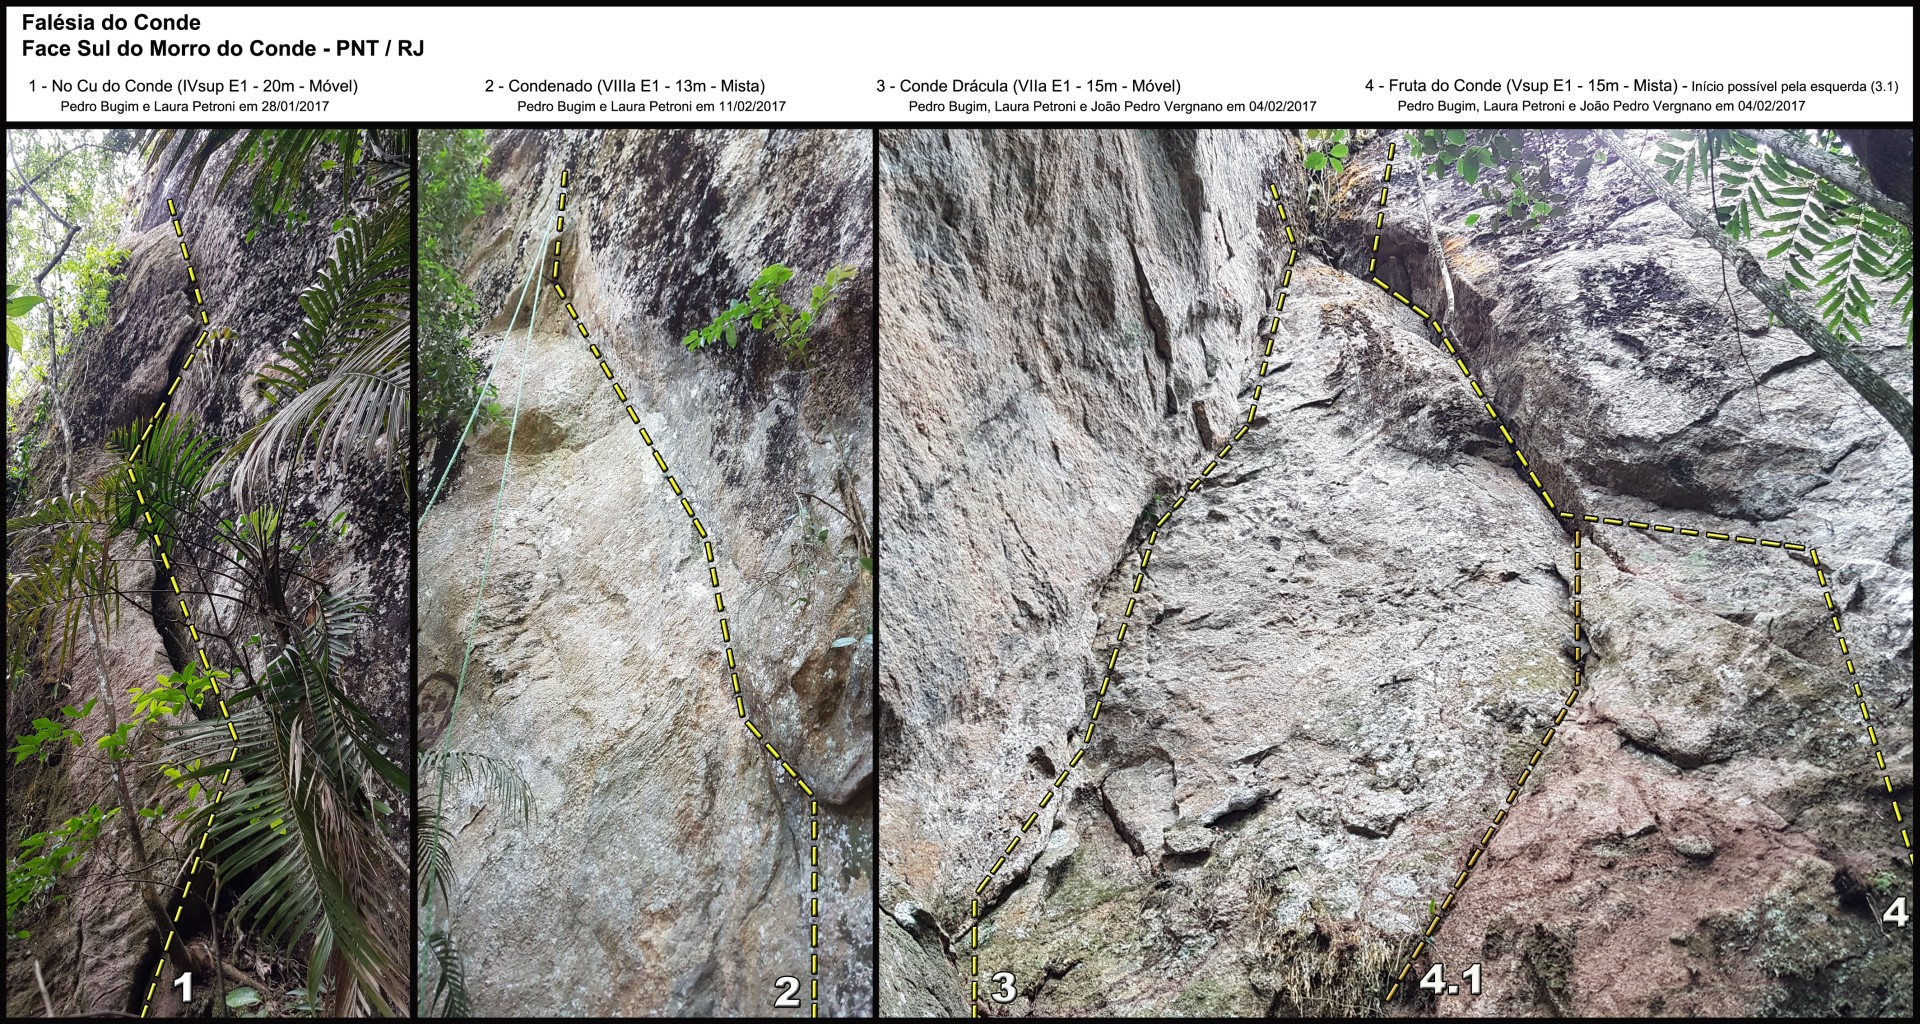 Falésia do Conde
Face Sul do Morro do Conde - PNT / RJ
1 - No Cu do Conde (IVsup E1 - 20m - Móvel)
Pedro Bugim e Laura Petroni em 28/01/2017
2 - Condenado (VIIIa E1 - 13m - Mista)
Pedro Bugim e Laura Petroni em 11/02/2017
3 - Conde Drácula (VIIa E1 - 15m - Móvel)
Pedro Bugim, Laura Petroni e João Pedro Vergnano em 04/02/2017
4 - Fruta do Conde (Vsup E1 - 15m - Mista) - Início possível pela esquerda (3.1)
Pedro Bugim, Laura Petroni e João Pedro Vergnano em 04/02/2017
1
2
3
4.1
4